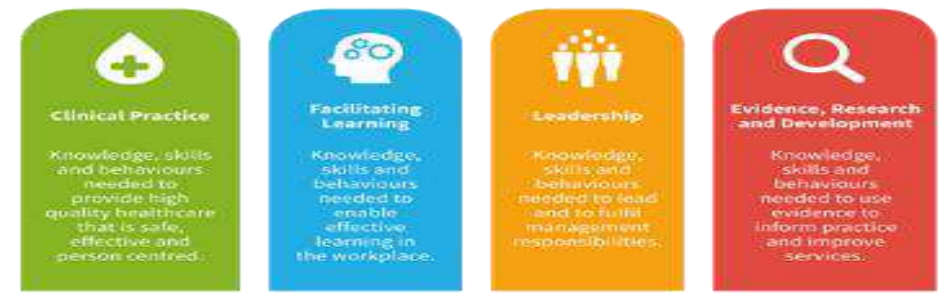 Clinical Practice
Knowledge, skills
and behaviours
needed to
provide high
quality healthcare
that is safe,
effective and
person centred.
Facilitating
Learning
Knowledge,
skills and
behaviours
needed to
enable
effective
learning in
the workplace.
Leadership
Knowledge,
skills and
behaviours
needed to lead
and to fulfil
management
responsibilities.
Evidence, Research
and Development
Knowledge,
skills and
behaviours
needed to use
evidence to
inform practice
and improve
services.